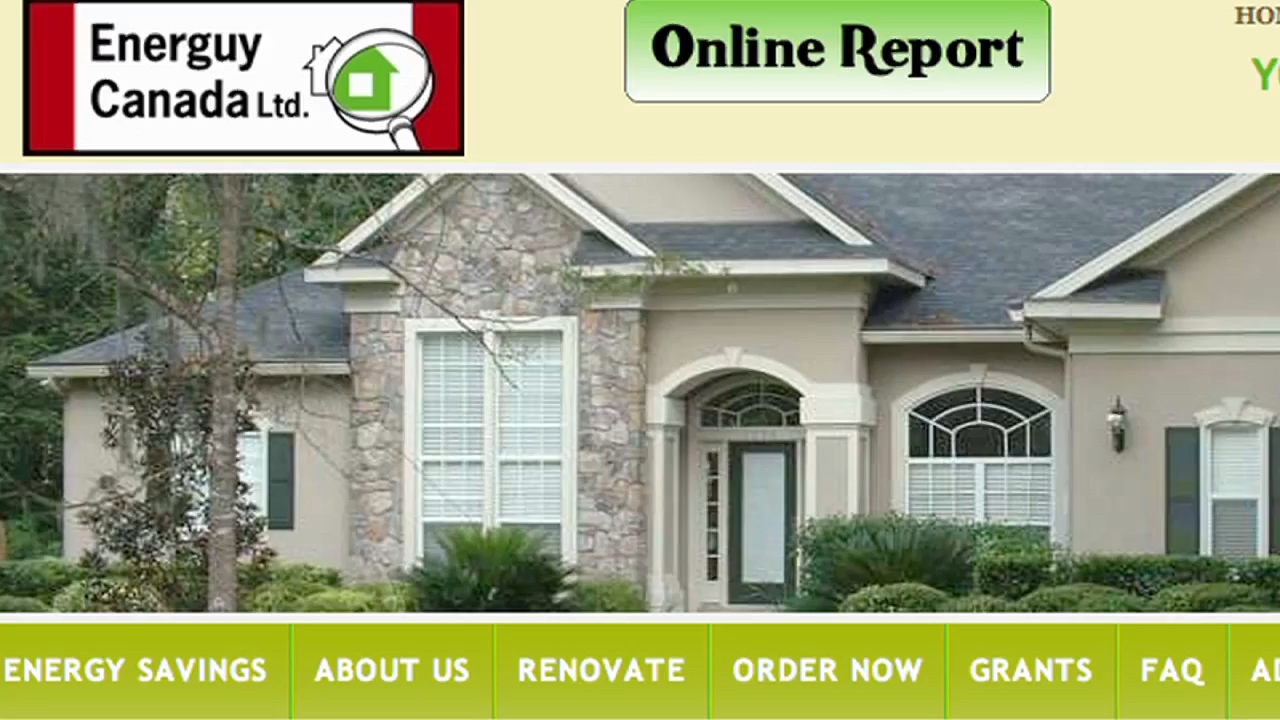 Energuy
Canada Ltd.
Online Report
ENERGY SAVINGS
ABOUT US
RENOVATE
ORDER NOW
GRANTS
FAQ